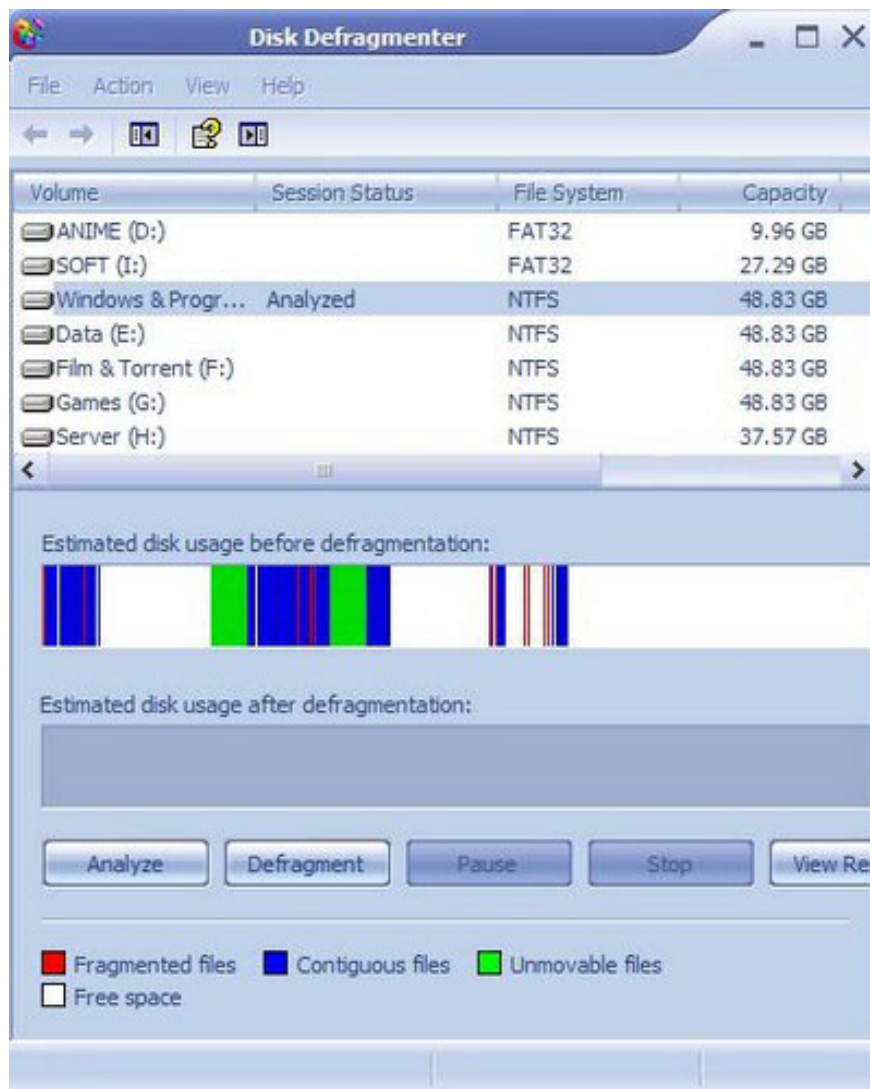 Disk Defragmenter
File Action View Help
Volume Session Status File System Capacity
ANIME (D:) FAT32 9.96 GB
SOFT (I:) FAT32 27.29 GB
Windows & Progr... Analyzed NTFS 48.83 GB
Data (E:) NTFS 48.83 GB
Film & Torrent (F:) NTFS 48.83 GB
Games (G:) NTFS 48.83 GB
Server (H:) NTFS 37.57 GB
Estimated disk usage before defragmentation:
Estimated disk usage after defragmentation:
Analyze Defragment Pause Stop View Re
Fragmented files Contiguous files Unmovable files
Free space